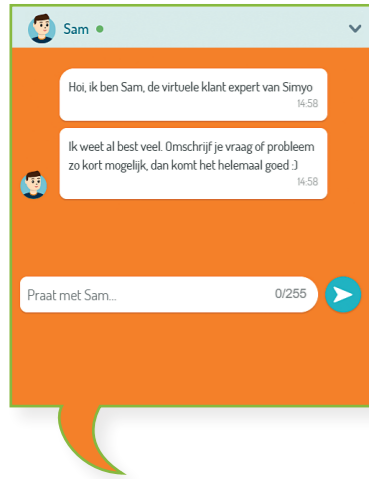 Sam
Hoi, ik ben Sam, de virtuele klant expert van Simyo
14:58
Ik weet al best veel. Omschrijf je vraag of probleem
zo kort mogelijk, dan komt het helemaal goed :)
14:58
Praat met Sam... 0/255